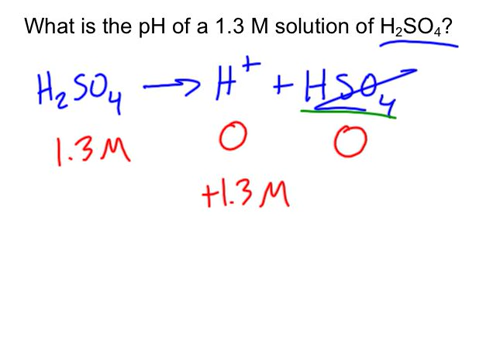 What is the pH of a 1.3 M solution of H₂SO₄?
H₂SO₄ → H⁺ + HSO₄
1.3 M 0 0
+1.3 M